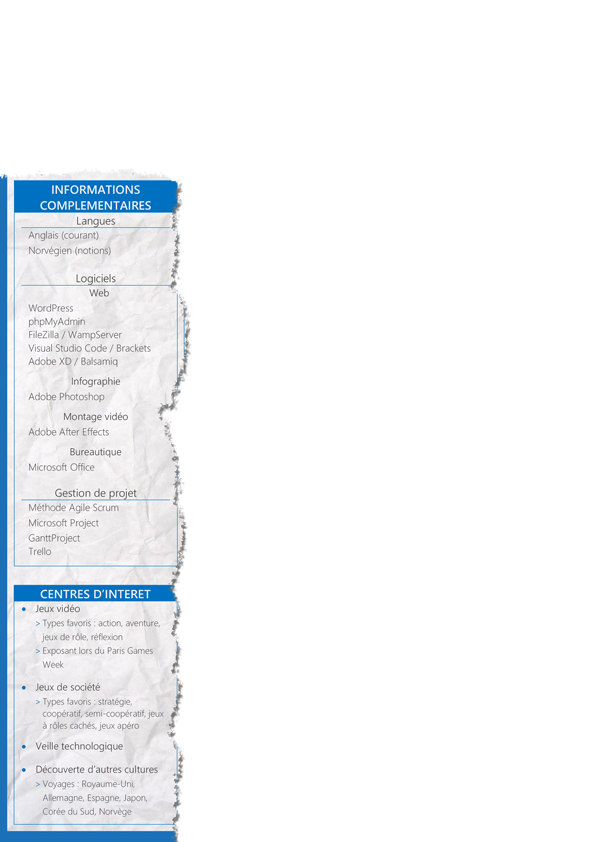 INFORMATIONS
COMPLEMENTAIRES
Langues
Anglais (courant)
Norvégien (notions)
Logiciels
Web
WordPress
phpMyAdmin
FileZilla / WampServer
Visual Studio Code / Brackets
Adobe XD / Balsamiq
Infographie
Adobe Photoshop
Montage vidéo
Adobe After Effects
Bureautique
Microsoft Office
Gestion de projet
Méthode Agile Scrum
Microsoft Project
GanttProject
Trello
CENTRES D'INTERET
• Jeux vidéo
> Types favoris : action, aventure,
jeux de rôle, réflexion
> Exposant lors du Paris Games
Week
• Jeux de société
> Types favoris : stratégie,
coopératif, semi-coopératif, jeux
à rôles cachés, jeux apéro
• Veille technologique
• Découverte d'autres cultures
> Voyages : Royaume-Uni,
Allemagne, Espagne, Japon,
Corée du Sud, Norvège